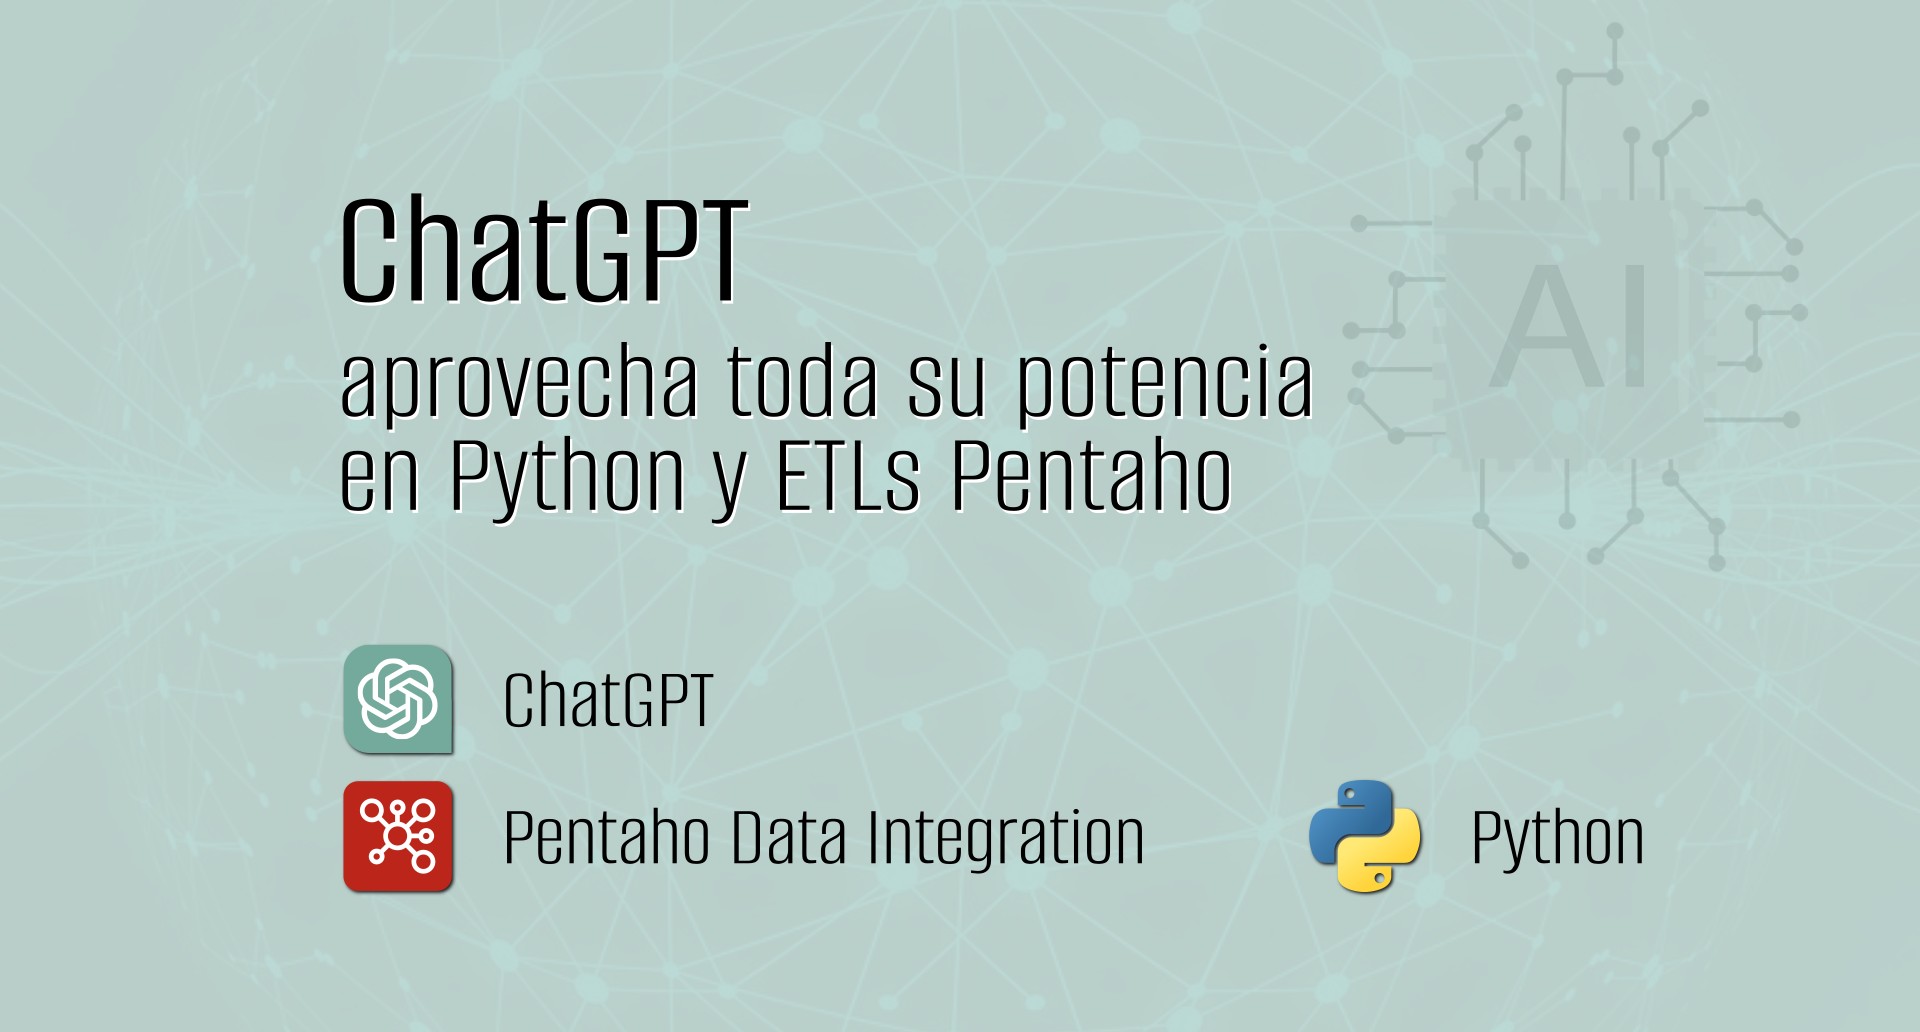 ChatGPT
aprovecha toda su potencia
en Python y ETLs Pentaho
AI
ChatGPT
Pentaho Data Integration
Python